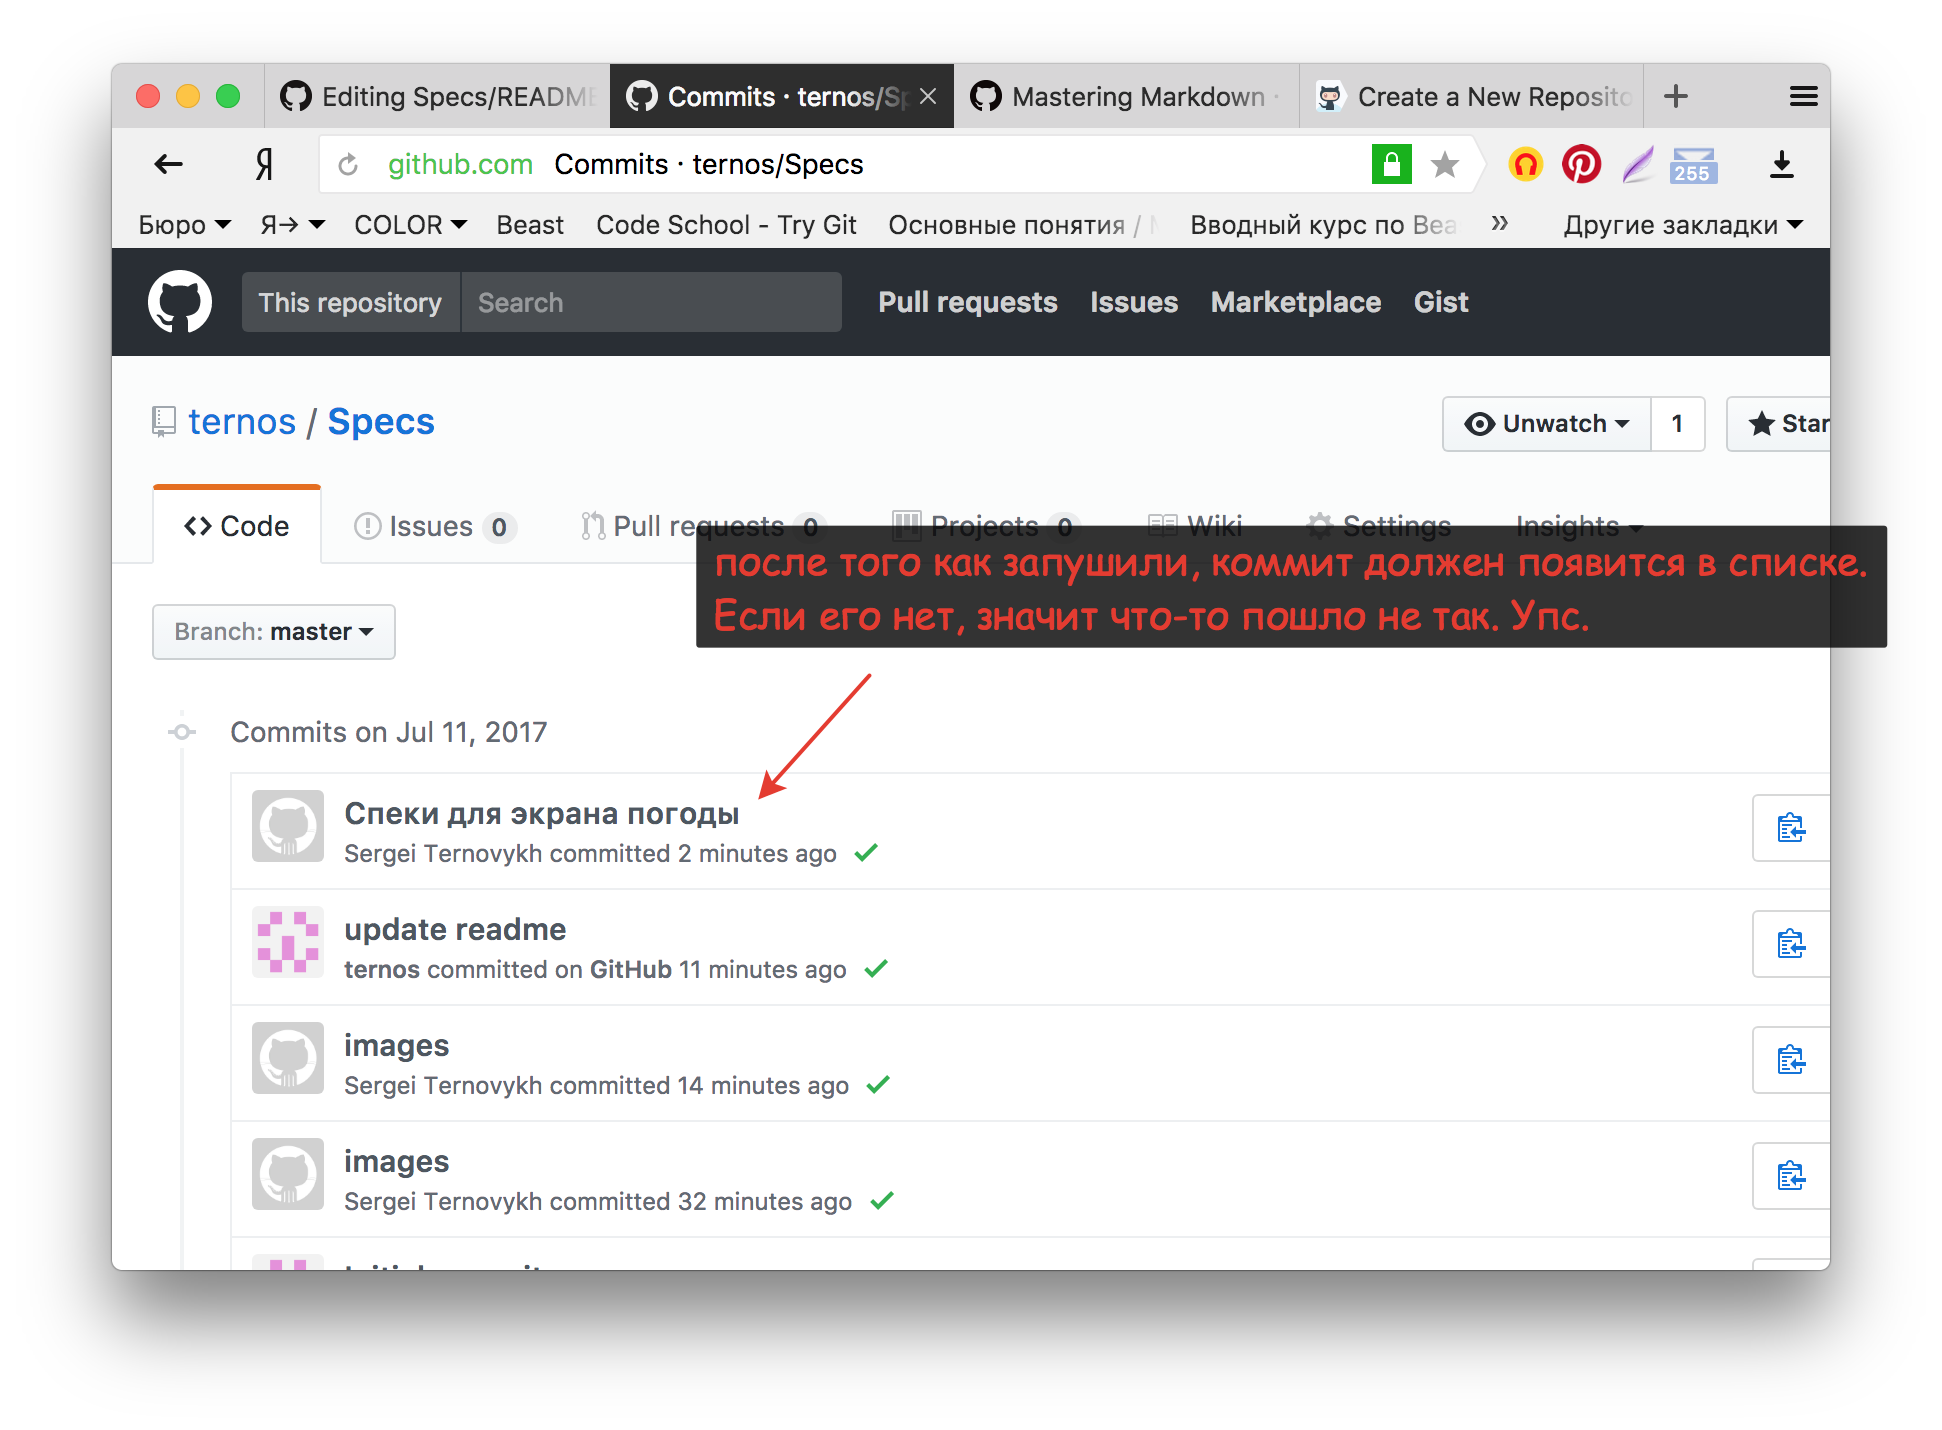 Editing Specs/README
Commits · ternos/Sp
Mastering Markdown ·
Create a New Reposito
Я github.com Commits · ternos/Specs 255
Бюро Я→ COLOR Beast Code School - Try Git Основные понятия / Вводный курс по Bea » Другие закладки
This repository Search Pull requests Issues Marketplace Gist
ternos / Specs Unwatch 1 Star
Code Issues 0 Pull requests 0 Projects 0 Wiki Settings Insights
после того как запушили, коммит должен появится в списке.
Если его нет, значит что-то пошло не так. Упс.
Branch: master
Commits on Jul 11, 2017
Спеки для экрана погоды
Sergei Ternovykh committed 2 minutes ago
update readme
ternos committed on GitHub 11 minutes ago
images
Sergei Ternovykh committed 14 minutes ago
images
Sergei Ternovykh committed 32 minutes ago